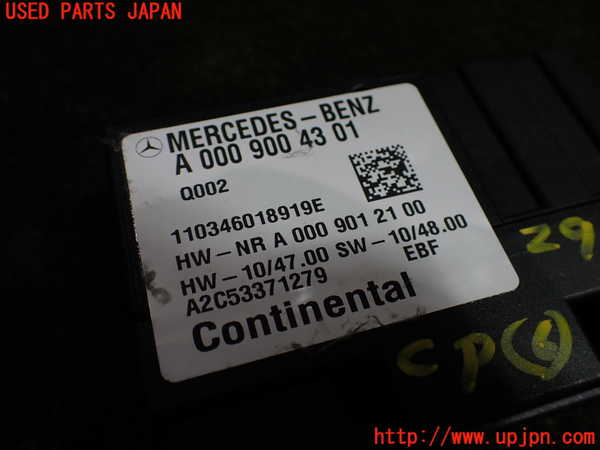 USED PARTS JAPAN
MERCEDES-BENZ
A 000 900 43 01
Q002
110346018919E
HW-NR A 000 901 21 00
HW-10/47.00 SW-10/48.00
A2C53371279 EBF
Continental
29
CP(
http://www.upjpn.com/